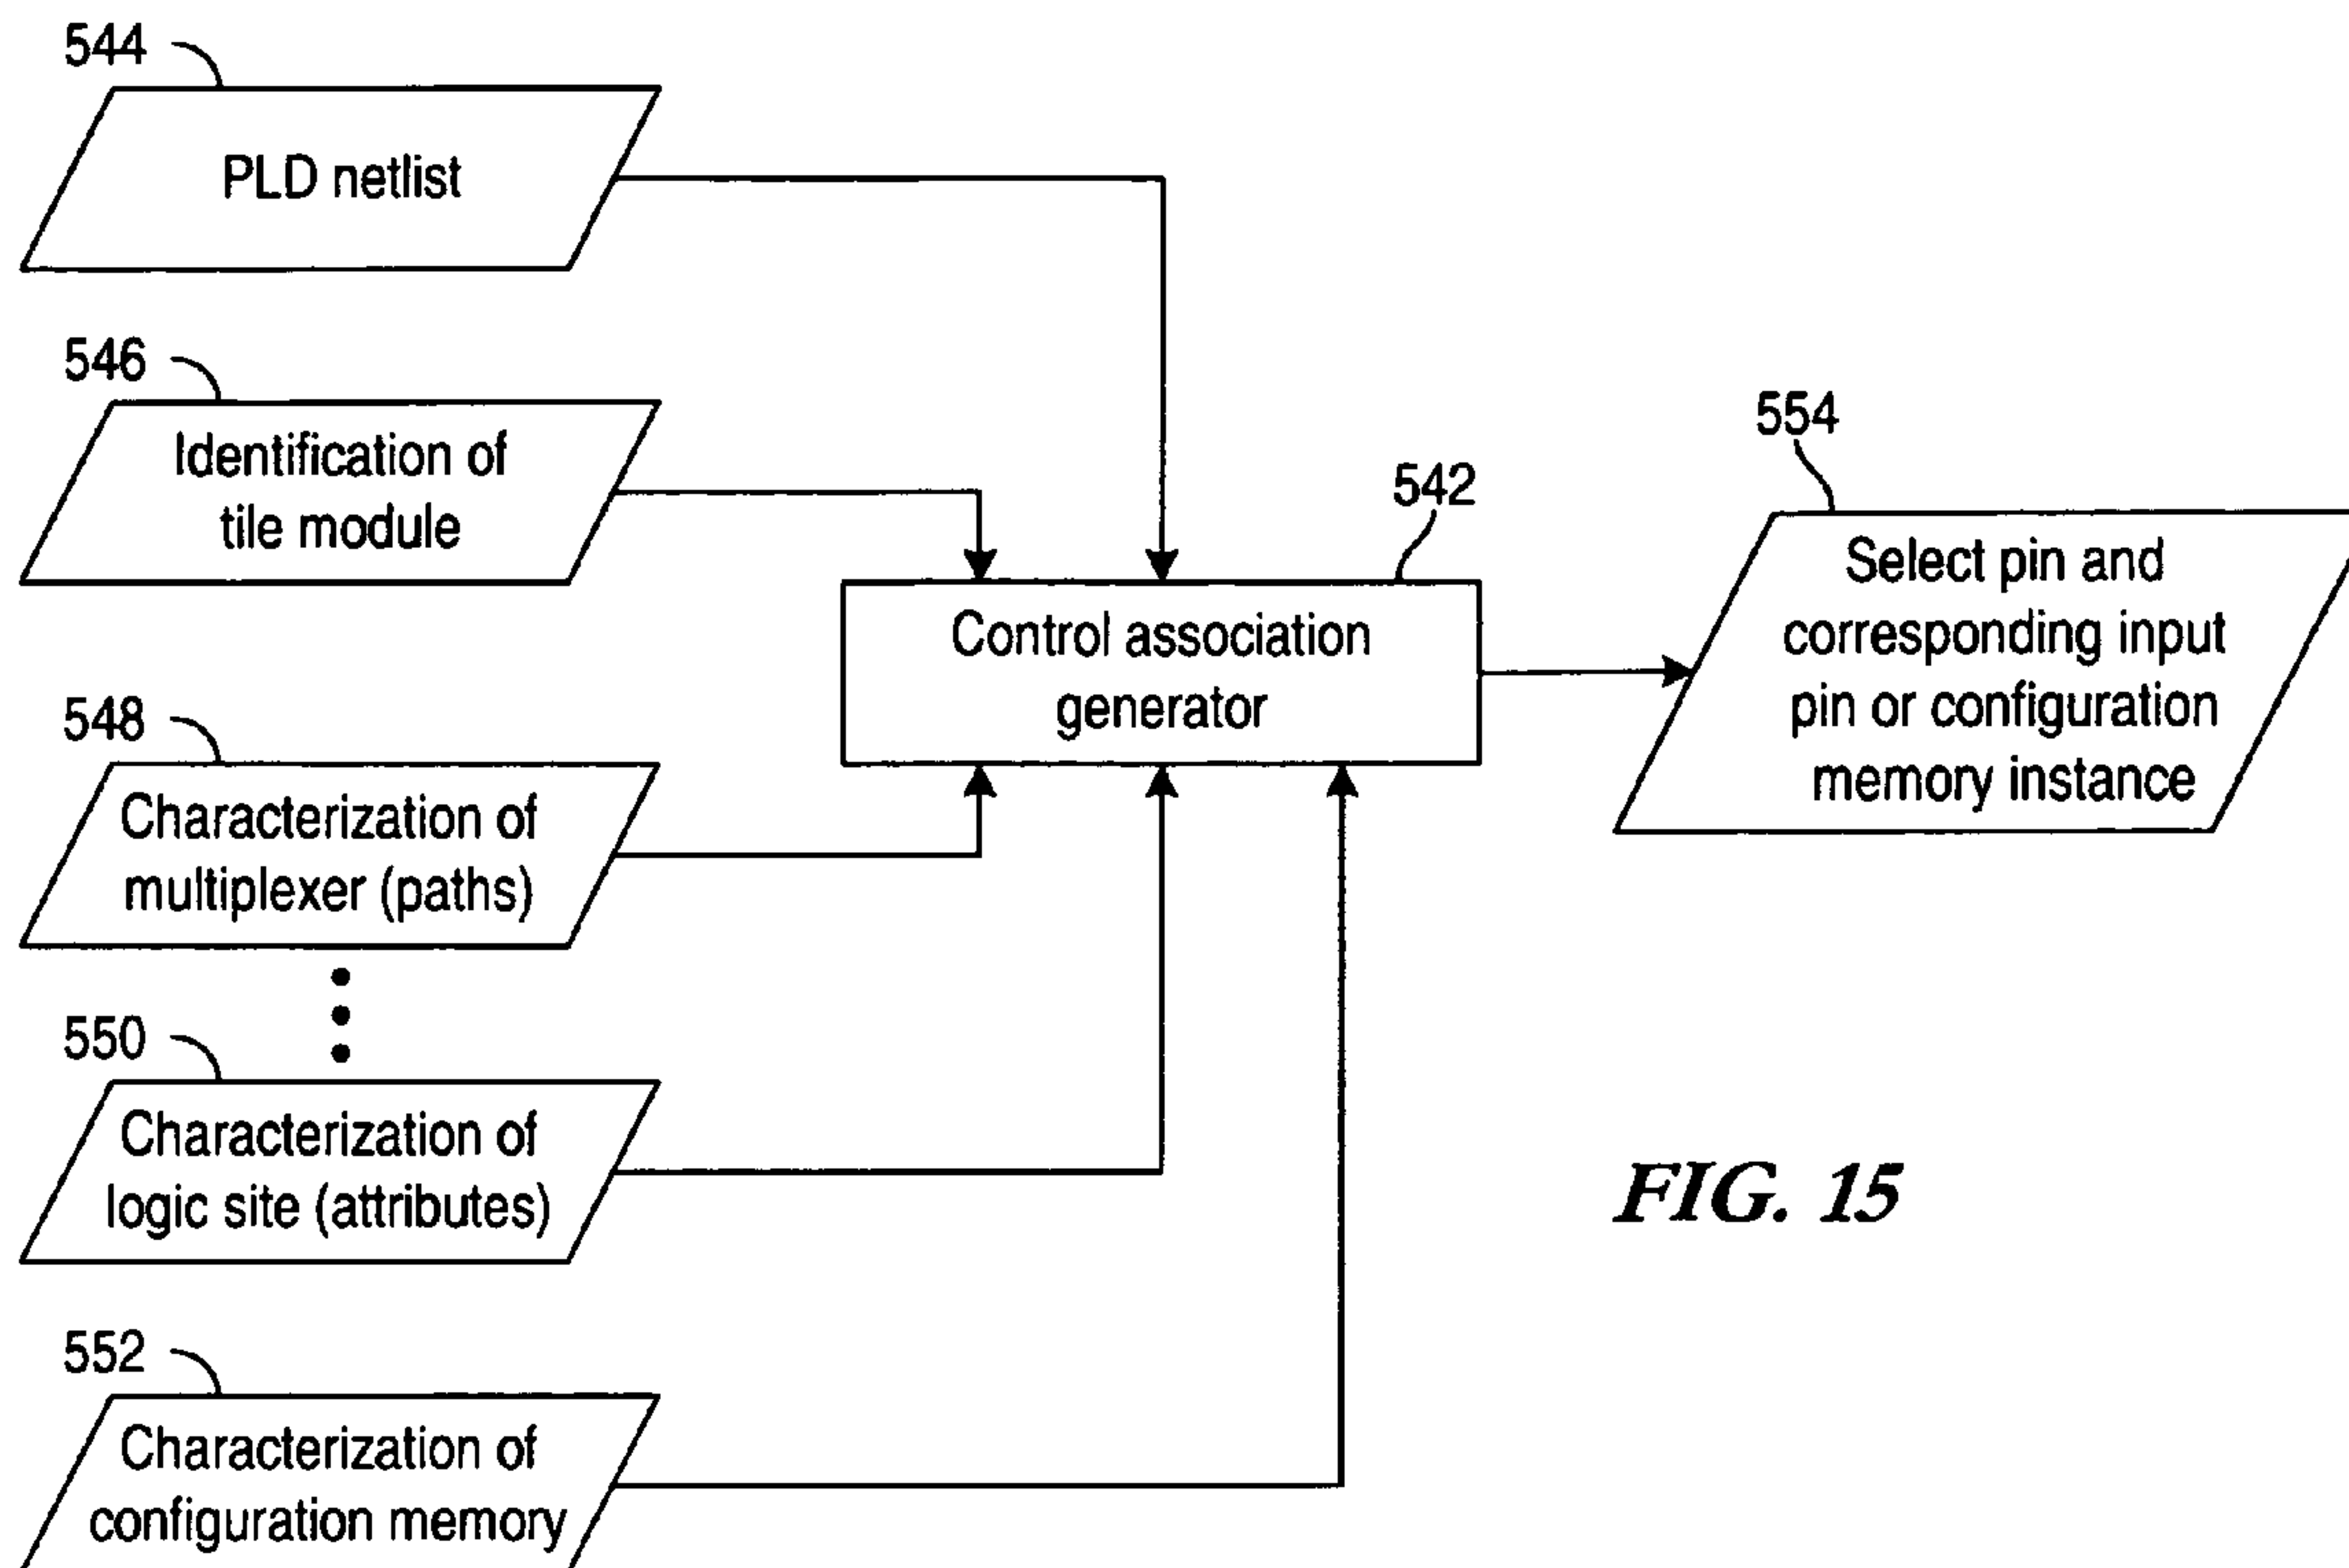 544
PLD netlist
546
Identification of
tile module
554
542
Select pin and
corresponding input
pin or configuration
memory instance
Control association
generator
548
Characterization of
multiplexer (paths)
550
Characterization of
logic site (attributes)
FIG. 15
552
Characterization of
configuration memory